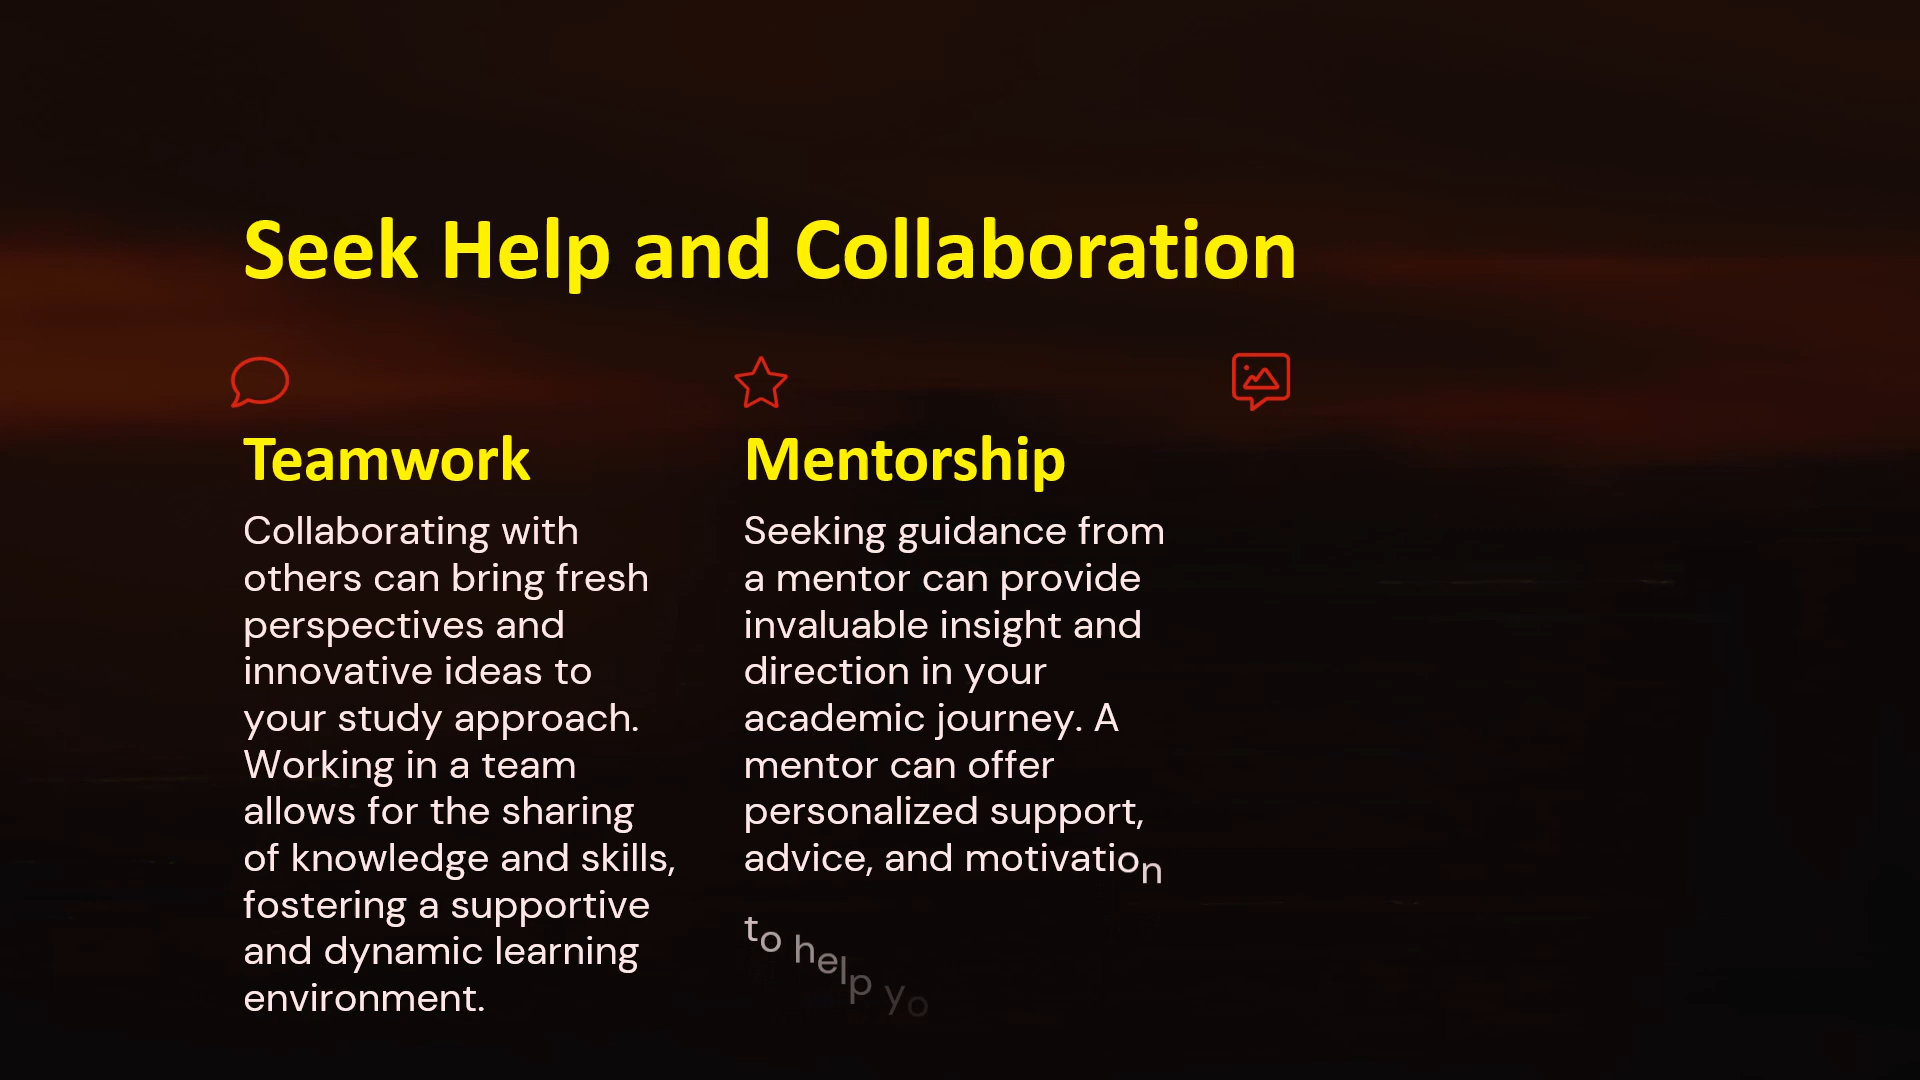 Seek Help and Collaboration
Teamwork
Collaborating with
others can bring fresh
perspectives and
innovative ideas to
your study approach.
Working in a team
allows for the sharing
of knowledge and skills,
fostering a supportive
and dynamic learning
environment.
Mentorship
Seeking guidance from
a mentor can provide
invaluable insight and
direction in your
academic journey. A
mentor can offer
personalized support,
advice, and motivation
to help yo